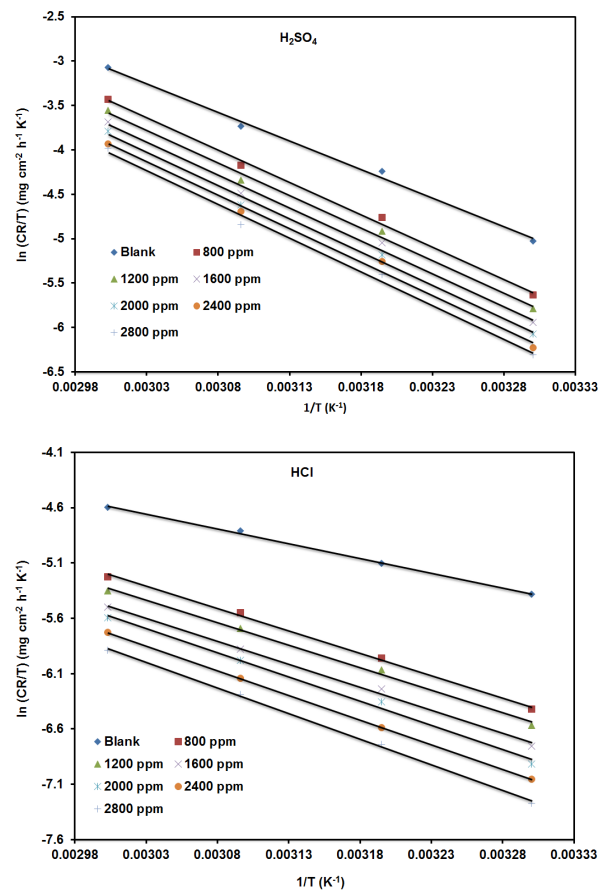 H₂SO₄
-2.5
-3
-3.5
-4
-4.5
-5
-5.5
-6
-6.5
ln (CR/T) (mg cm⁻² h⁻¹ K⁻¹)
Blank 800 ppm
1200 ppm 1600 ppm
2000 ppm 2400 ppm
2800 ppm
0.00298 0.00303 0.00308 0.00313 0.00318 0.00323 0.00328 0.00333
1/T (K⁻¹)
HCl
-4.1
-4.6
-5.1
-5.6
-6.1
-6.6
-7.1
-7.6
ln (CR/T) (mg cm⁻² h⁻¹ K⁻¹)
Blank 800 ppm
1200 ppm 1600 ppm
2000 ppm 2400 ppm
2800 ppm
0.00298 0.00303 0.00308 0.00313 0.00318 0.00323 0.00328 0.00333
1/T (K⁻¹)